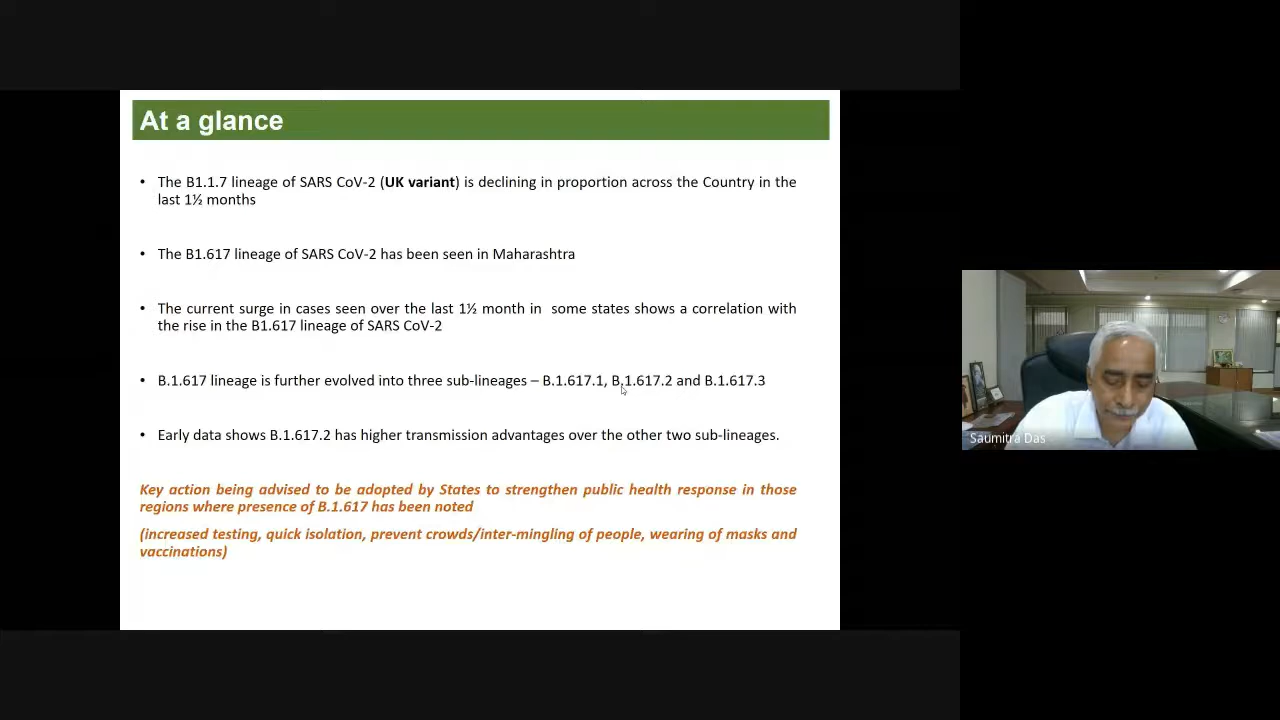 At a glance
• The B1.1.7 lineage of SARS CoV-2 (UK variant) is declining in proportion across the Country in the
last 1½ months
• The B1.617 lineage of SARS CoV-2 has been seen in Maharashtra
• The current surge in cases seen over the last 1½ month in some states shows a correlation with
the rise in the B1.617 lineage of SARS CoV-2
• B.1.617 lineage is further evolved into three sub-lineages – B.1.617.1, B.1.617.2 and B.1.617.3
• Early data shows B.1.617.2 has higher transmission advantages over the other two sub-lineages.
Key action being advised to be adopted by States to strengthen public health response in those
regions where presence of B.1.617 has been noted
(increased testing, quick isolation, prevent crowds/inter-mingling of people, wearing of masks and
vaccinations)
Saumitra Das